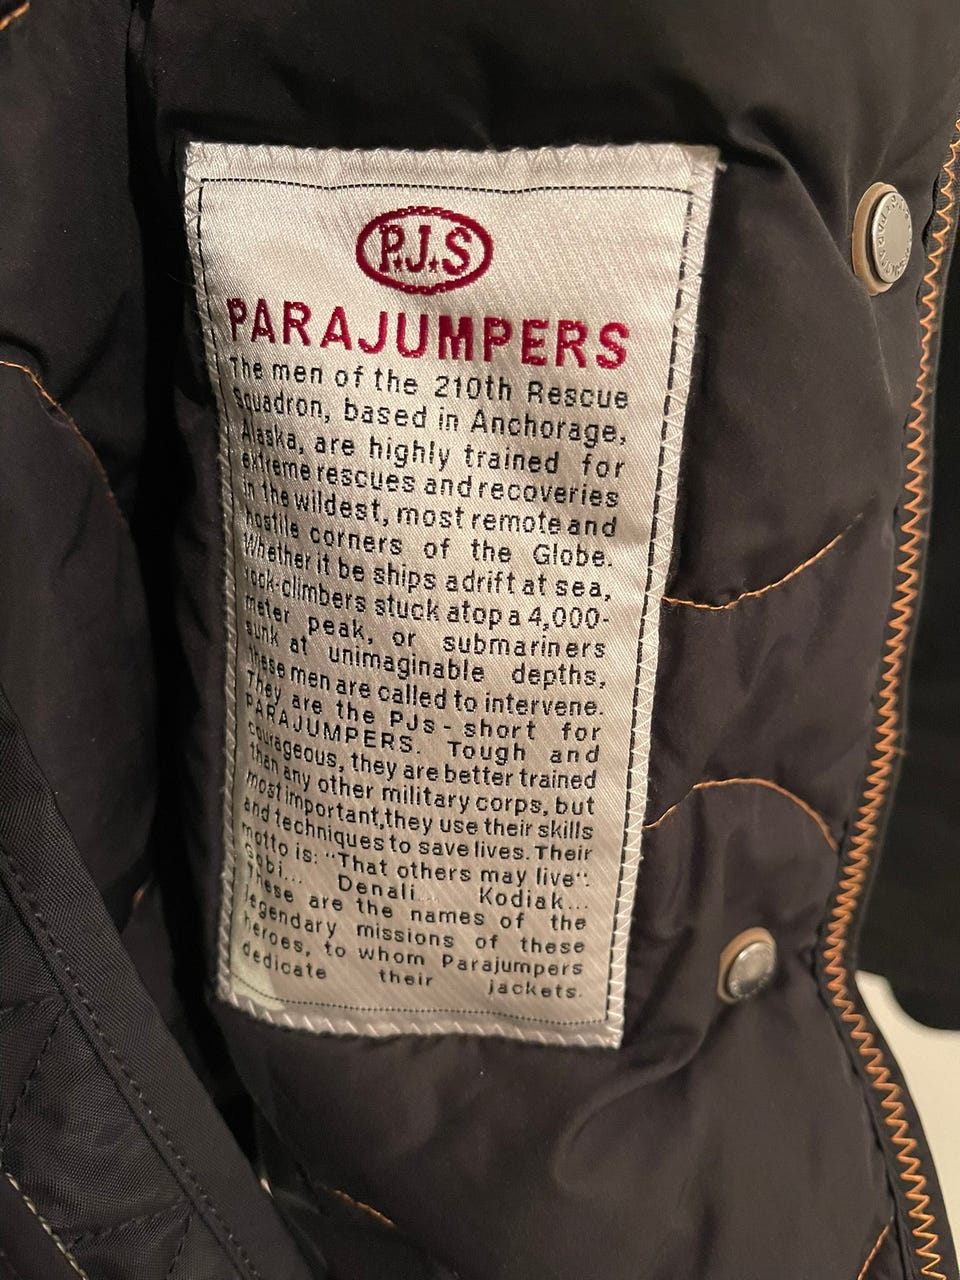 P.J.S
PARAJUMPERS
The men of the 210th Rescue
Squadron, based in Anchorage,
Alaska, are highly trained for
extreme rescues and recoveries
in the wildest, most remote and
hostile corners of the Globe.
Whether it be ships adrift at sea,
rock-climbers stuck atop a 4,000-
meter peak, or submariners
sunk at unimaginable depths,
these men are called to intervene.
They are the PJs - short for
PARAJUMPERS. Tough and
courageous, they are better trained
than any other military corps, but
most important,they use their skills
and techniques to save lives. Their
motto is: "That others may live".
Gobi... Denali... Kodiak...
These are the names of the
legendary missions of these
heroes, to whom Parajumpers
dedicate their jackets.